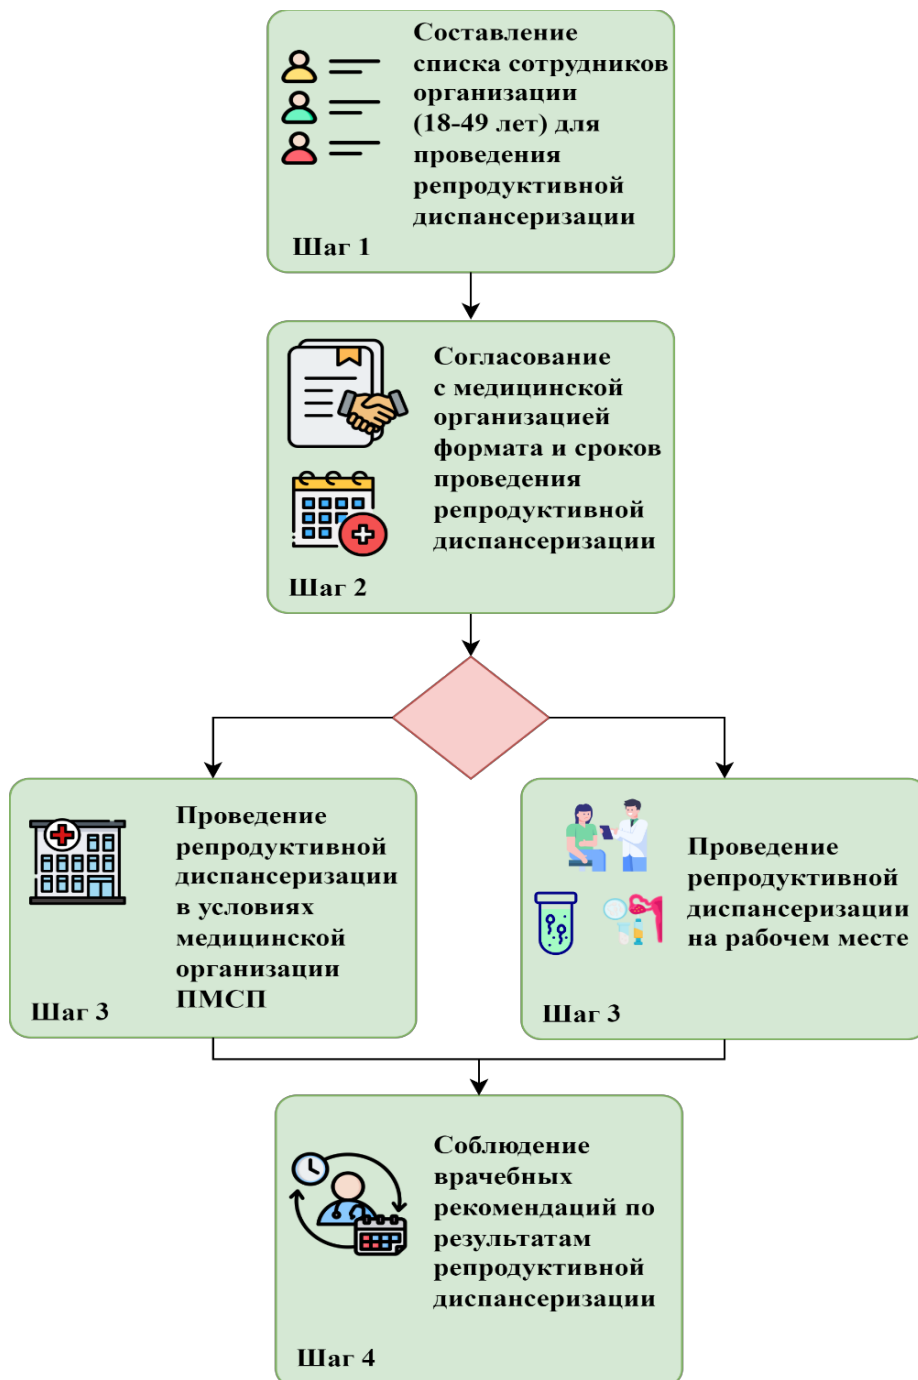 Составление
списка сотрудников
организации
(18-49 лет) для
проведения
репродуктивной
диспансеризации
Шаг 1
Согласование
с медицинской
организацией
формата и сроков
проведения
репродуктивной
диспансеризации
Шаг 2
Проведение
репродуктивной
диспансеризации
в условиях
медицинской
организации
ПМСП
Шаг 3
Проведение
репродуктивной
диспансеризации
на рабочем месте
Шаг 3
Соблюдение
врачебных
рекомендаций по
результатам
репродуктивной
диспансеризации
Шаг 4